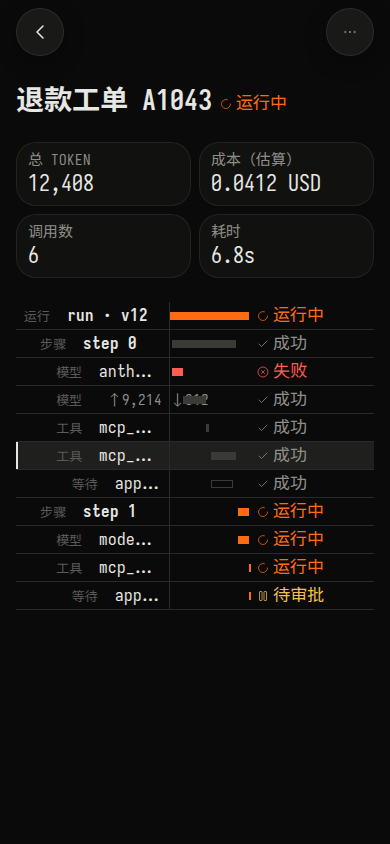 退款工单 A1043 运行中
总 TOKEN
12,408
成本（估算）
0.0412 USD
调用数
6
耗时
6.8s
运行 run · v12 运行中
步骤 step 0 成功
模型 anth... 失败
模型 ↑9,214 ↓812 成功
工具 mcp_... 成功
工具 mcp_... 成功
等待 app... 成功
步骤 step 1 运行中
模型 mode... 运行中
工具 mcp_... 运行中
等待 app... 待审批